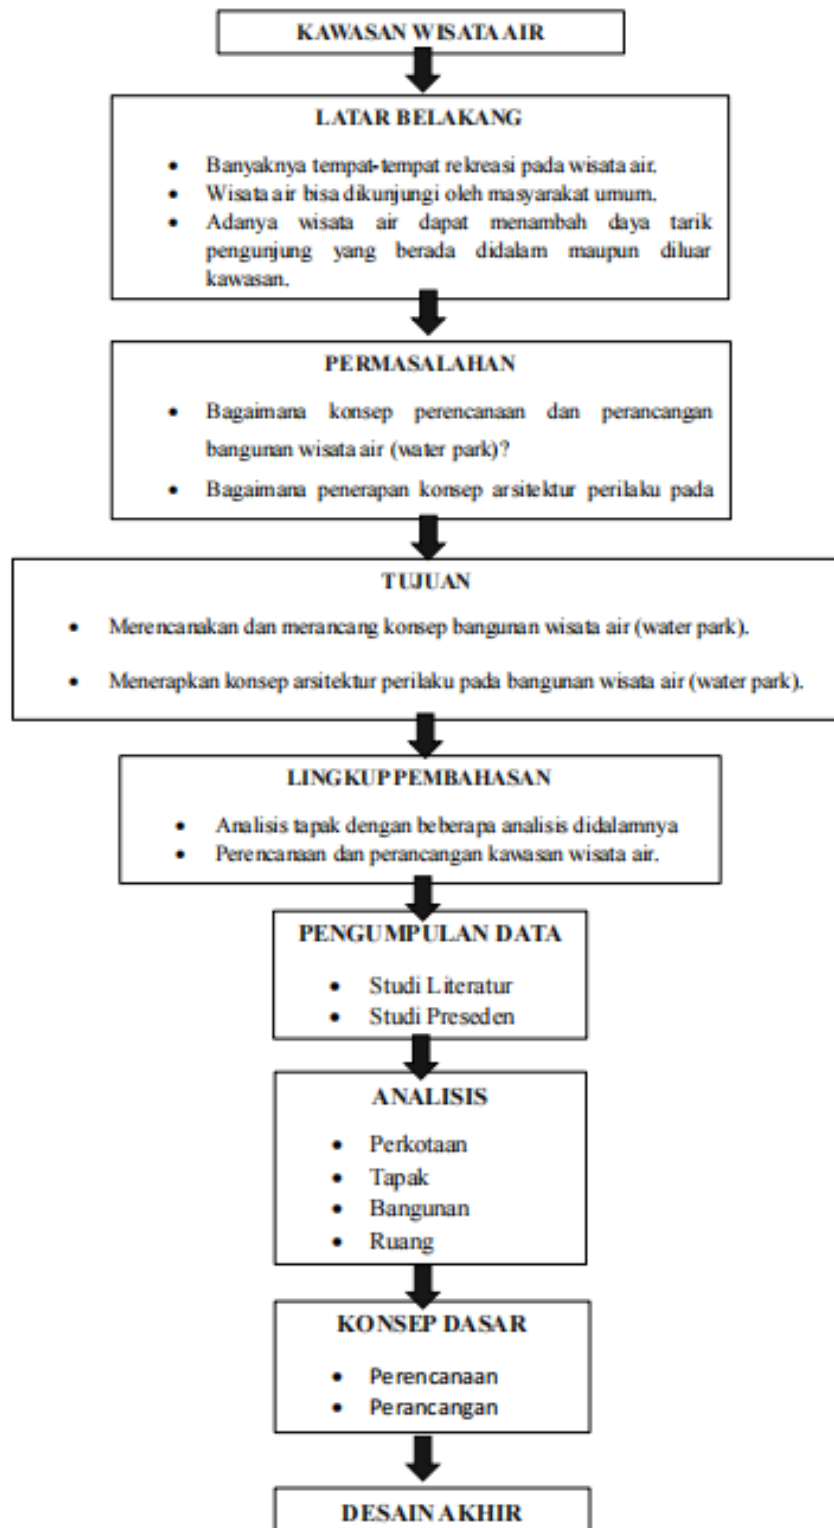 KAWASAN WISATA AIR
LATAR BELAKANG
• Banyaknya tempat-tempat rekreasi pada wisata air.
• Wisata air bisa dikunjungi oleh masyarakat umum.
• Adanya wisata air dapat menambah daya tarik
pengunjung yang berada didalam maupun diluar
kawasan.
PERMASALAHAN
• Bagaimana konsep perencanaan dan perancangan
bangunan wisata air (water park)?
• Bagaimana penerapan konsep arsitektur perilaku pada
TUJUAN
• Merencanakan dan merancang konsep bangunan wisata air (water park).
• Menerapkan konsep arsitektur perilaku pada bangunan wisata air (water park).
LINGKUP PEMBAHASAN
• Analisis tapak dengan beberapa analisis didalamnya
• Perencanaan dan perancangan kawasan wisata air.
PENGUMPULAN DATA
• Studi Literatur
• Studi Preseden
ANALISIS
• Perkotaan
• Tapak
• Bangunan
• Ruang
KONSEP DASAR
• Perencanaan
• Perancangan
DESAIN AKHIR